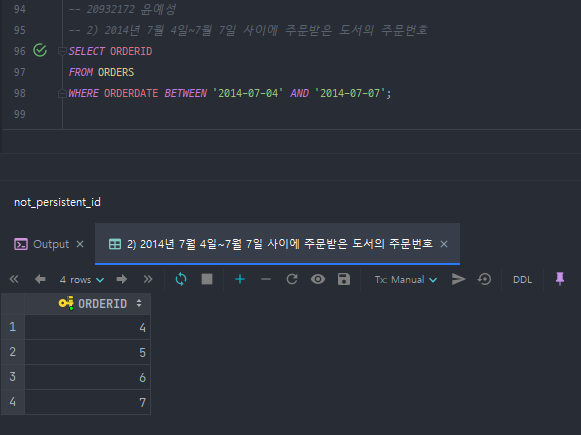 94 -- 20932172 윤예성
95 -- 2) 2014년 7월 4일~7월 7일 사이에 주문받은 도서의 주문번호
96 SELECT ORDERID
97 FROM ORDERS
98 WHERE ORDERDATE BETWEEN '2014-07-04' AND '2014-07-07';
99
not_persistent_id
Output × 2) 2014년 7월 4일~7월 7일 사이에 주문받은 도서의 주문번호 ×
4 rows Tx: Manual DDL
ORDERID
1 4
2 5
3 6
4 7